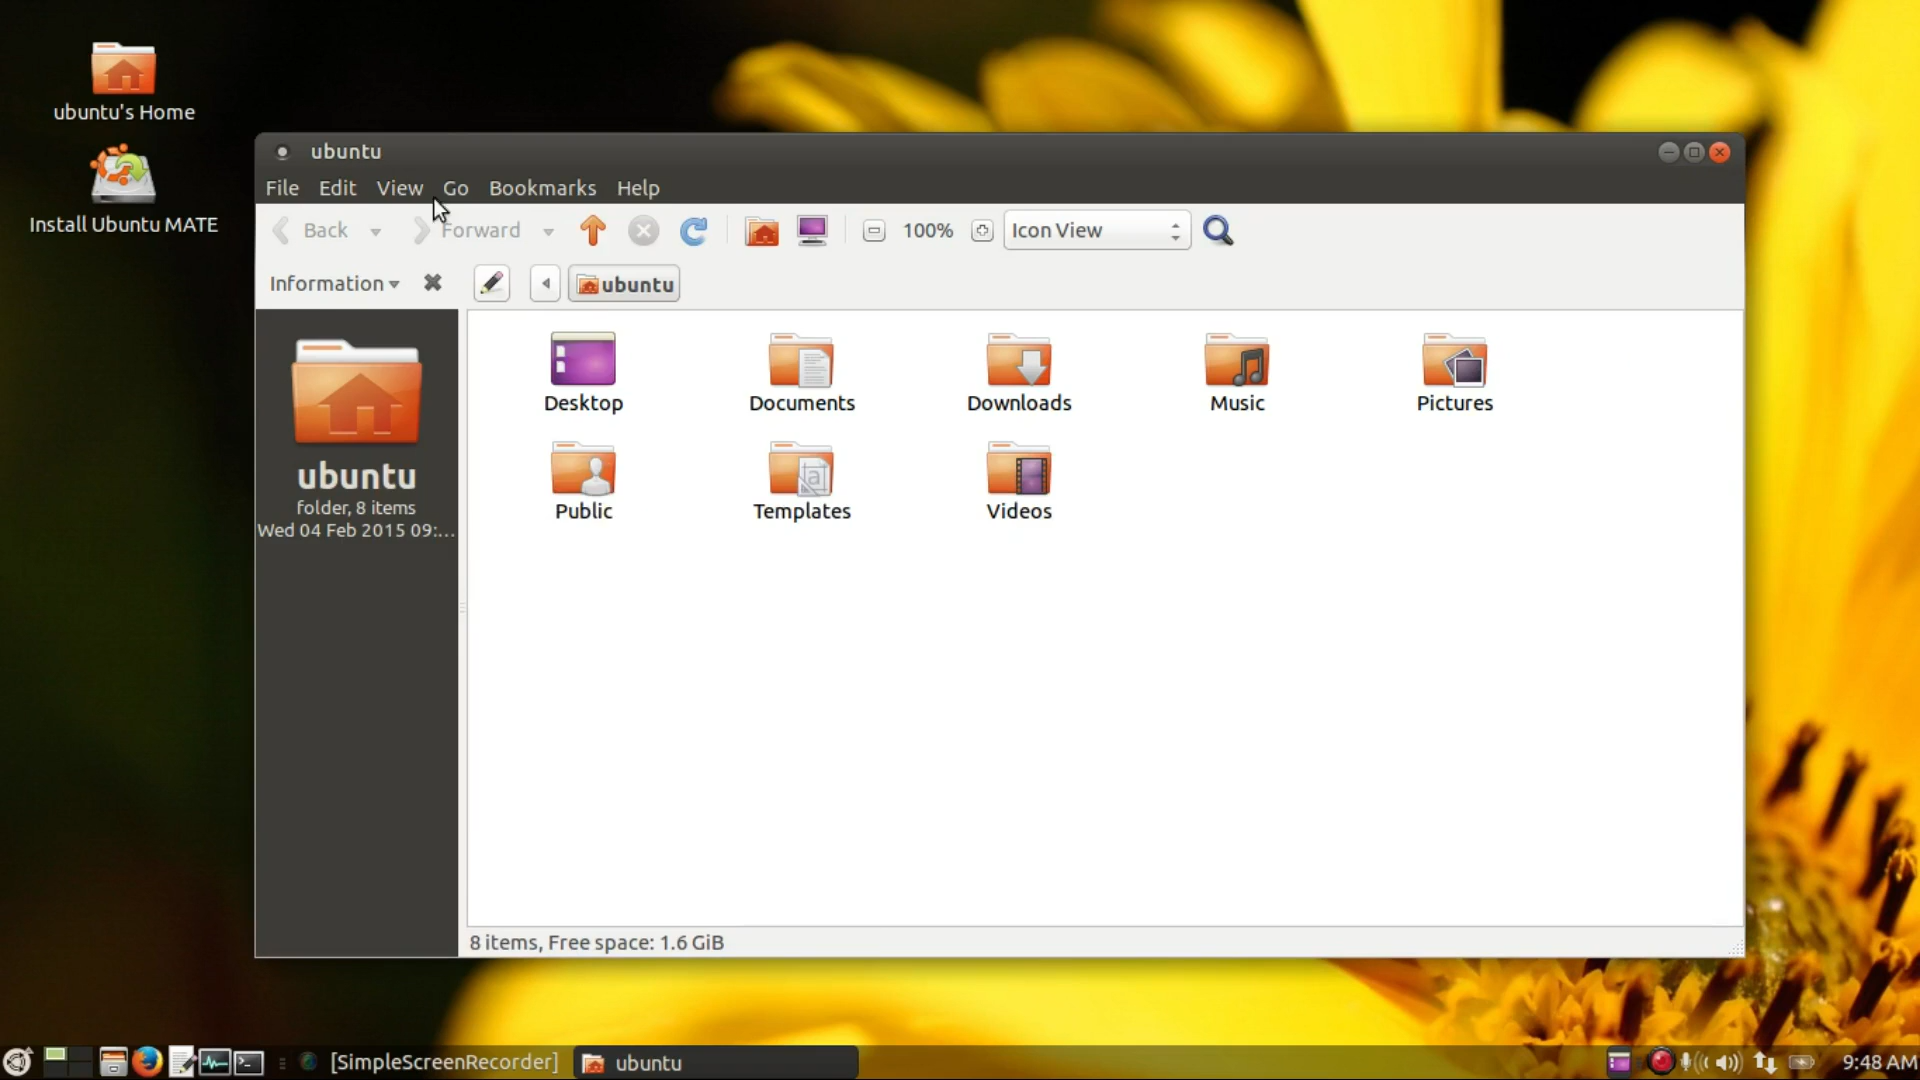 ubuntu's Home
Install Ubuntu MATE
ubuntu
File Edit View Go Bookmarks Help
Back Forward 100% Icon View
Information ubuntu
ubuntu
folder, 8 items
Wed 04 Feb 2015 09:...
Desktop Documents Downloads Music Pictures
Public Templates Videos
8 items, Free space: 1.6 GiB
[SimpleScreenRecorder] ubuntu 9:48 AM